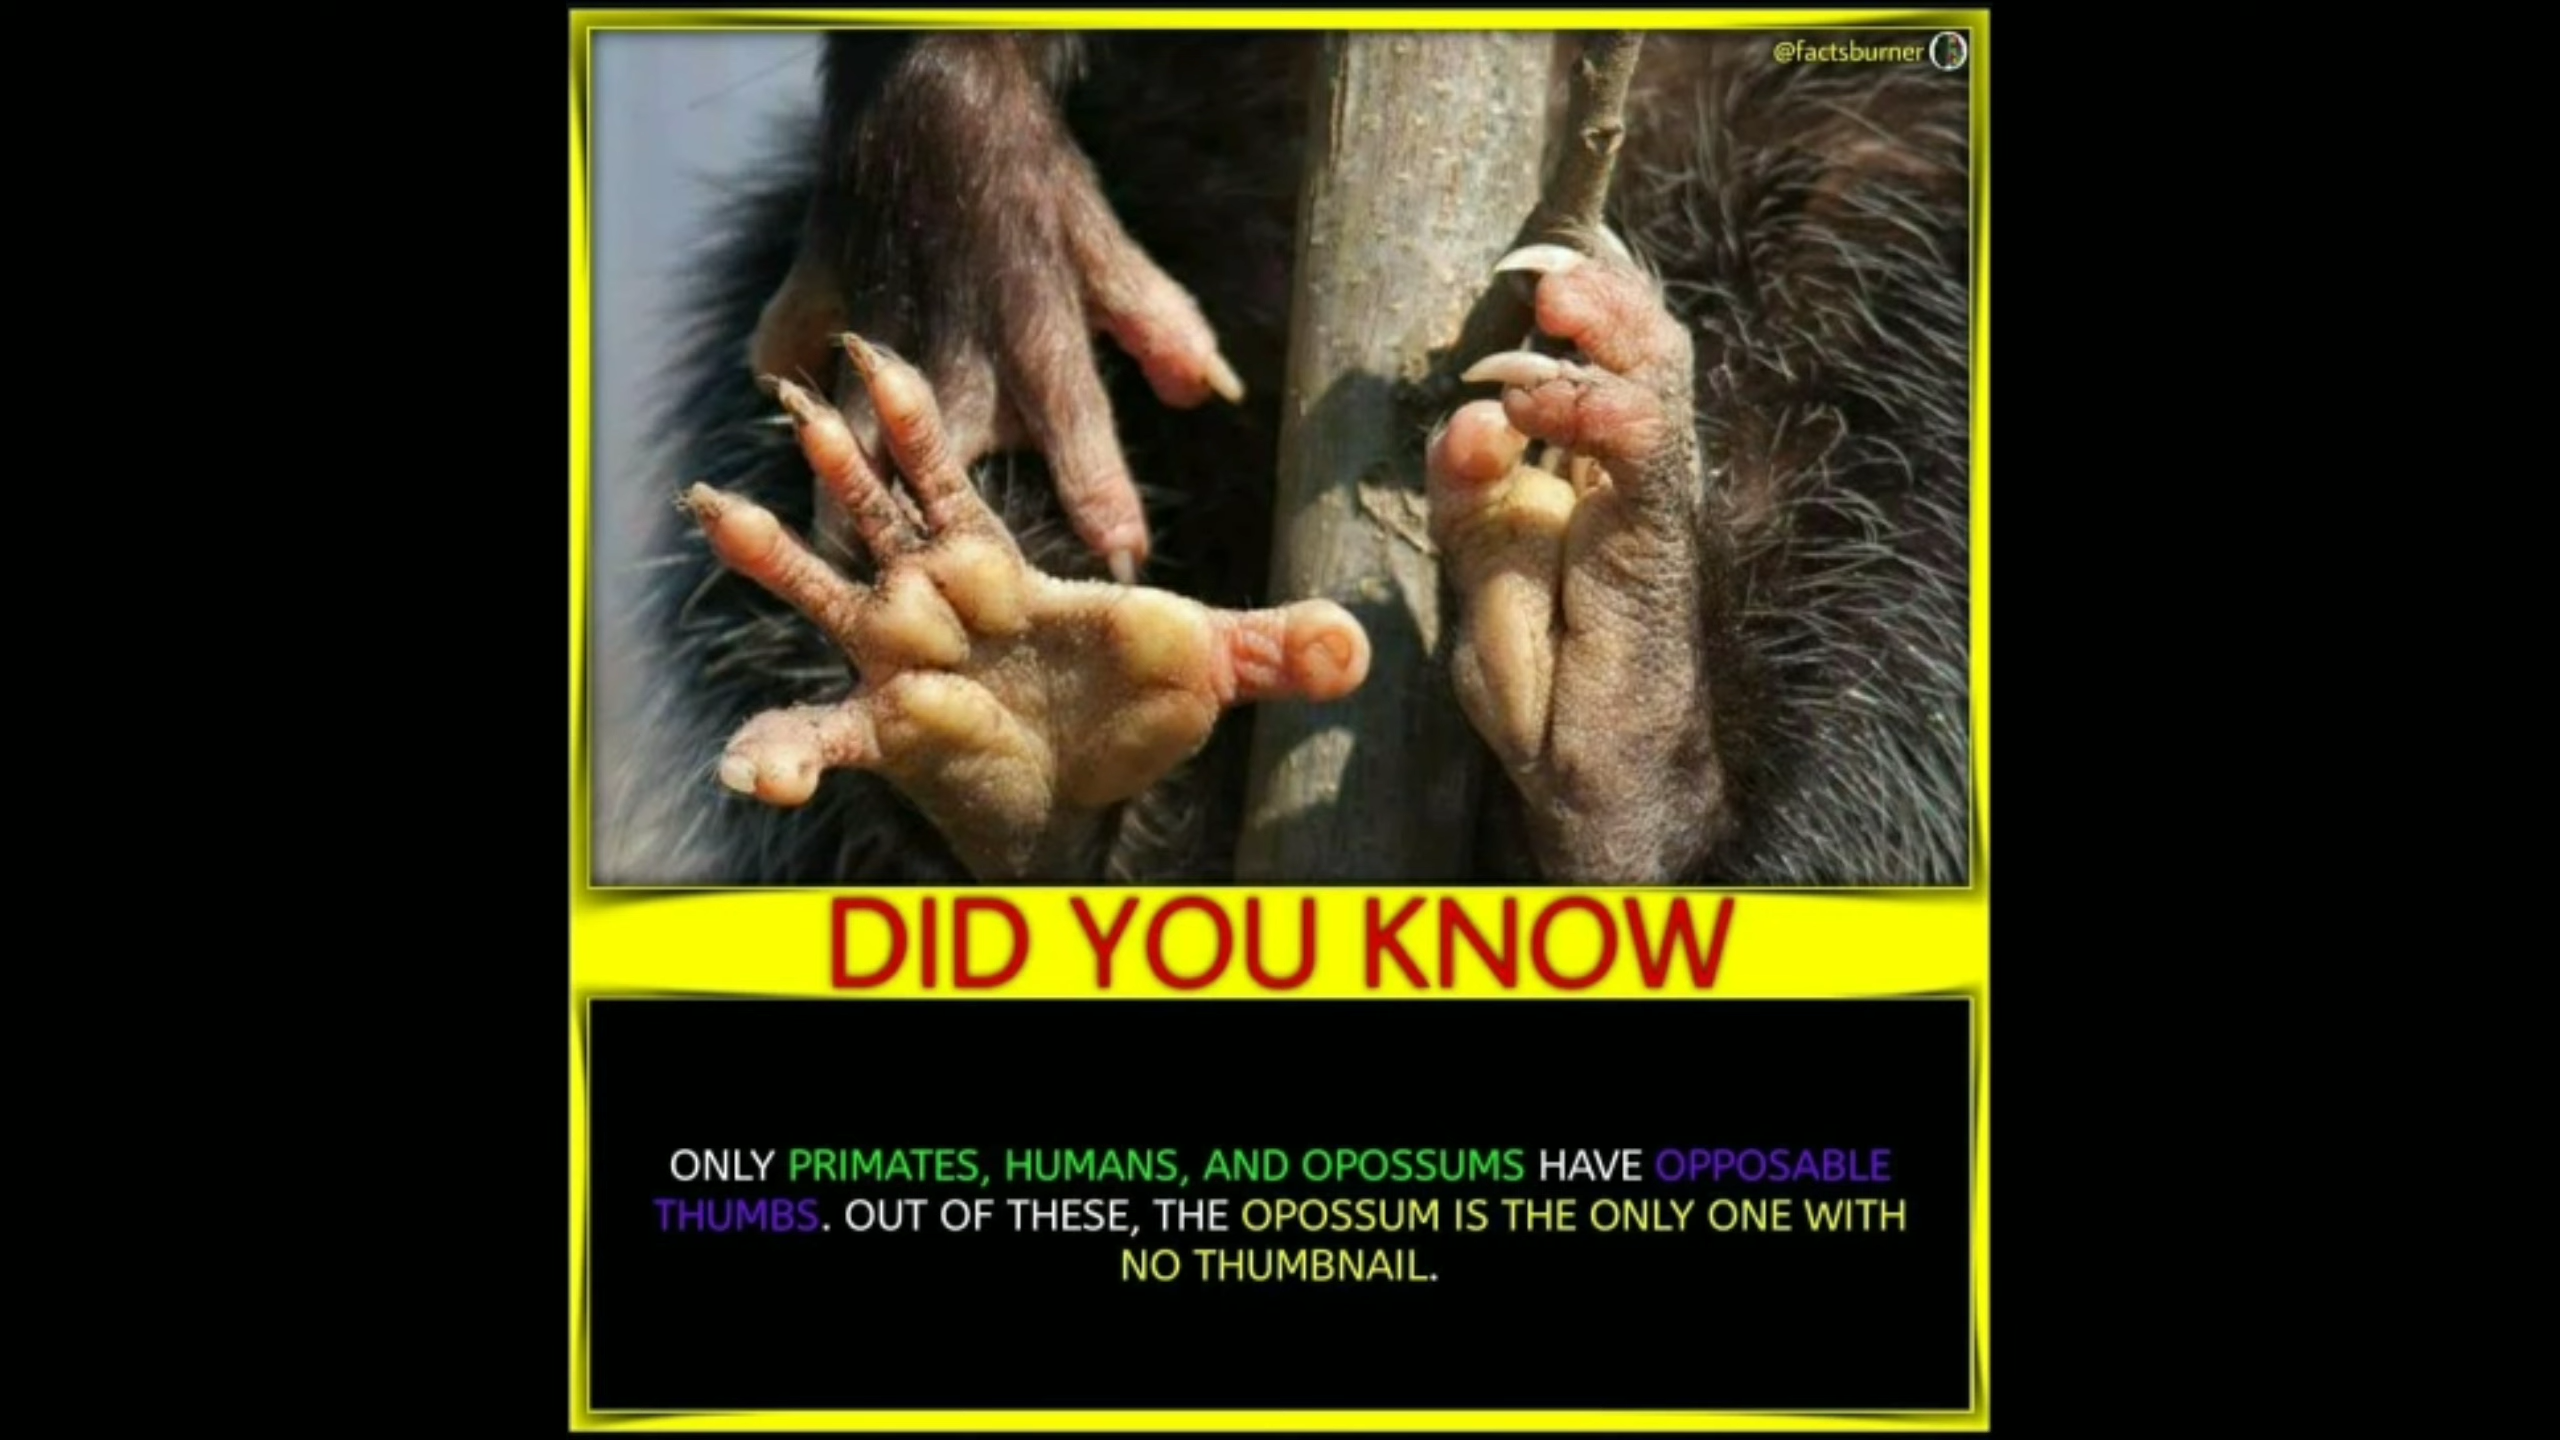 @factsburner
DID YOU KNOW
ONLY PRIMATES, HUMANS, AND OPOSSUMS HAVE OPPOSABLE
THUMBS. OUT OF THESE, THE OPOSSUM IS THE ONLY ONE WITH
NO THUMBNAIL.